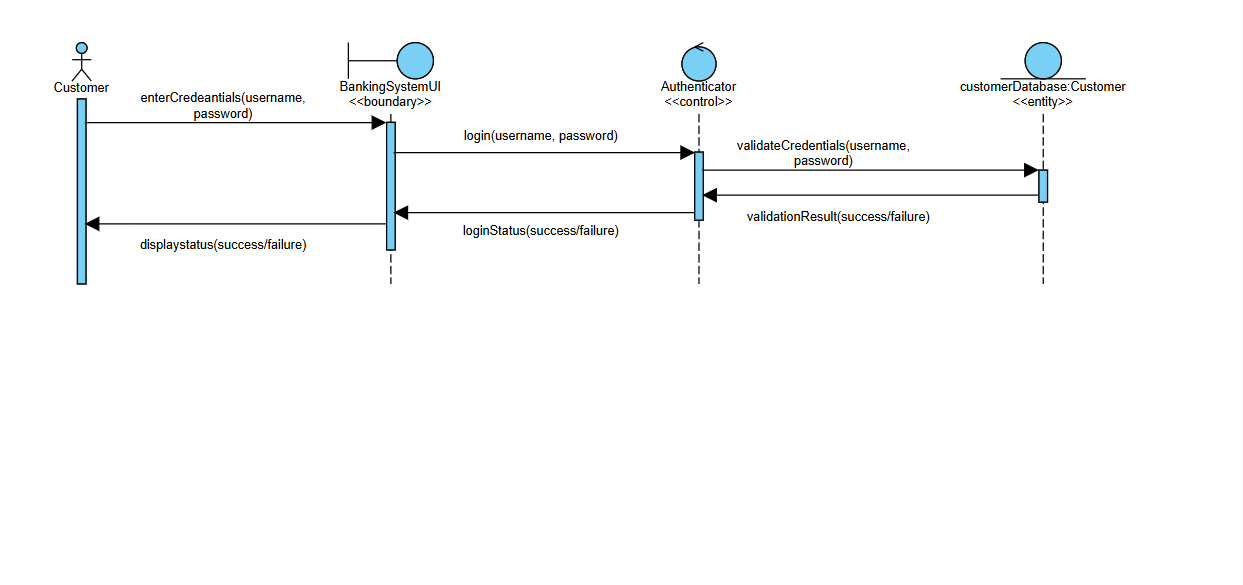 Customer
BankingSystemUI
<<boundary>>
Authenticator
<<control>>
customerDatabase:Customer
<<entity>>
enterCredeantials(username,
password)
login(username, password)
validateCredentials(username,
password)
validationResult(success/failure)
loginStatus(success/failure)
displaystatus(success/failure)